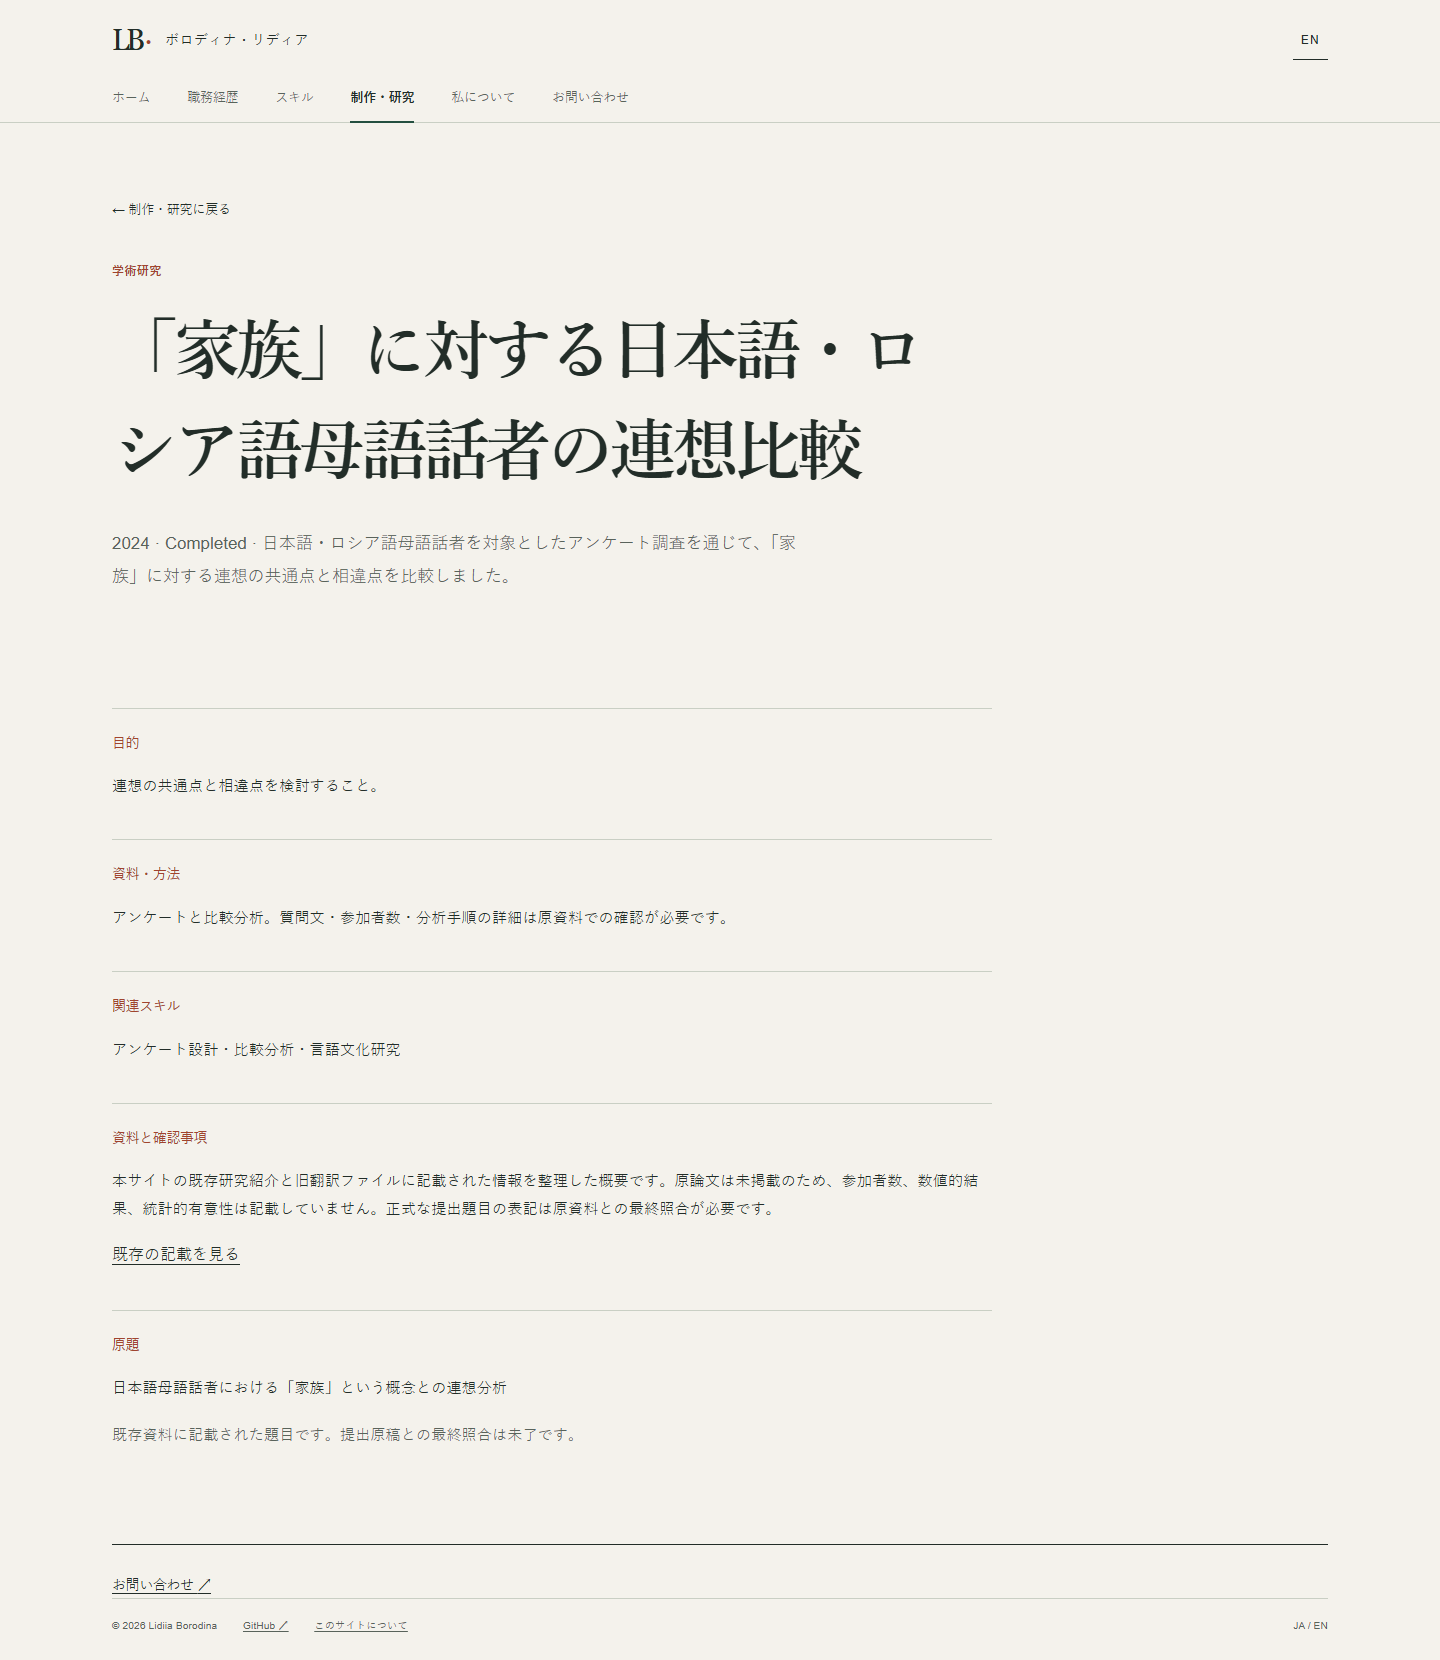 LB· ボロディナ・リディア
EN
ホーム 職務経歴 スキル 制作・研究 私について お問い合わせ
← 制作・研究に戻る
学術研究
「家族」に対する日本語・ロ
シア語母語話者の連想比較
2024 · Completed · 日本語・ロシア語母語話者を対象としたアンケート調査を通じて、「家
族」に対する連想の共通点と相違点を比較しました。
目的
連想の共通点と相違点を検討すること。
資料・方法
アンケートと比較分析。質問文・参加者数・分析手順の詳細は原資料での確認が必要です。
関連スキル
アンケート設計・比較分析・言語文化研究
資料と確認事項
本サイトの既存研究紹介と旧翻訳ファイルに記載された情報を整理した概要です。原論文は未掲載のため、参加者数、数値的結
果、統計的有意性は記載していません。正式な提出題目の表記は原資料との最終照合が必要です。
既存の記載を見る
原題
日本語母語話者における「家族」という概念との連想分析
既存資料に記載された題目です。提出原稿との最終照合は未了です。
お問い合わせ ↗
© 2026 Lidiia Borodina GitHub ↗ このサイトについて JA / EN